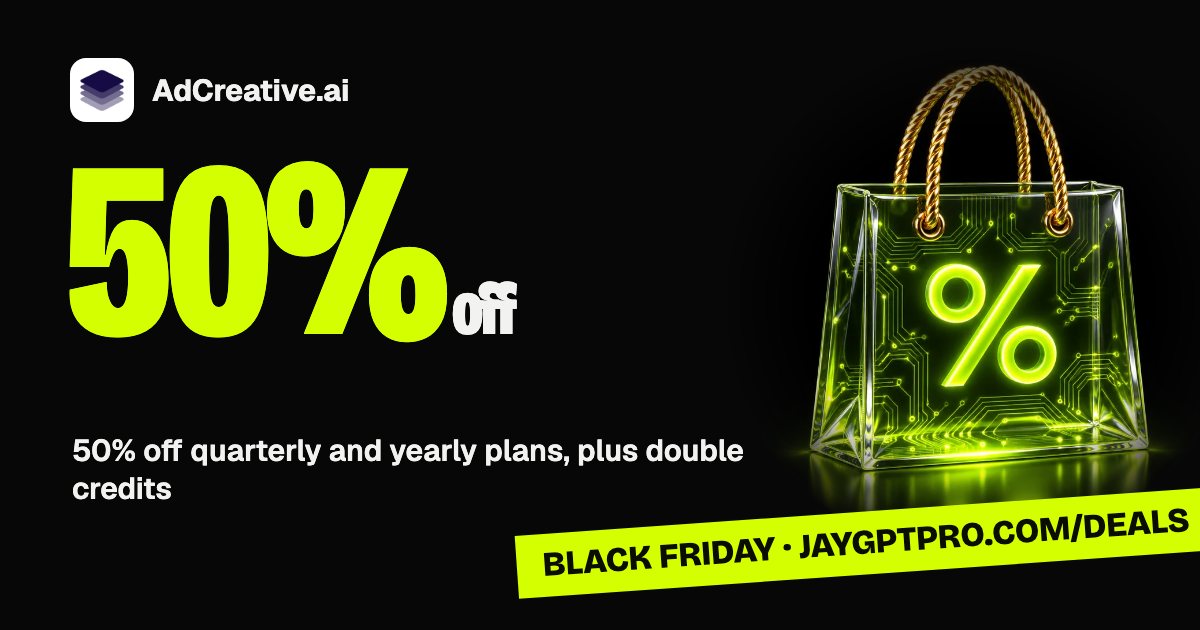 AdCreative.ai
50% off
50% off quarterly and yearly plans, plus double
credits
%
BLACK FRIDAY · JAYGPTPRO.COM/DEALS